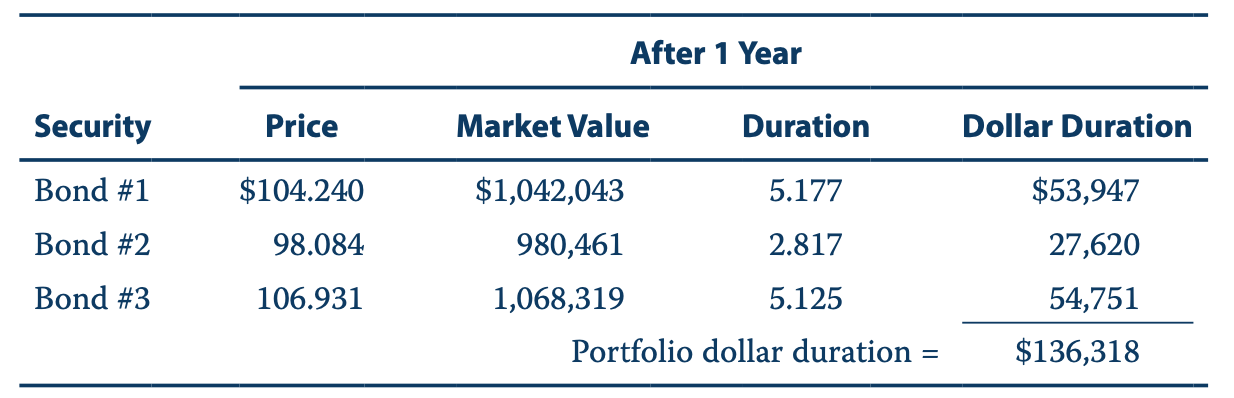 After 1 Year
Security Price Market Value Duration Dollar Duration
Bond #1 $104.240 $1,042,043 5.177 $53,947
Bond #2 98.084 980,461 2.817 27,620
Bond #3 106.931 1,068,319 5.125 54,751
Portfolio dollar duration = $136,318